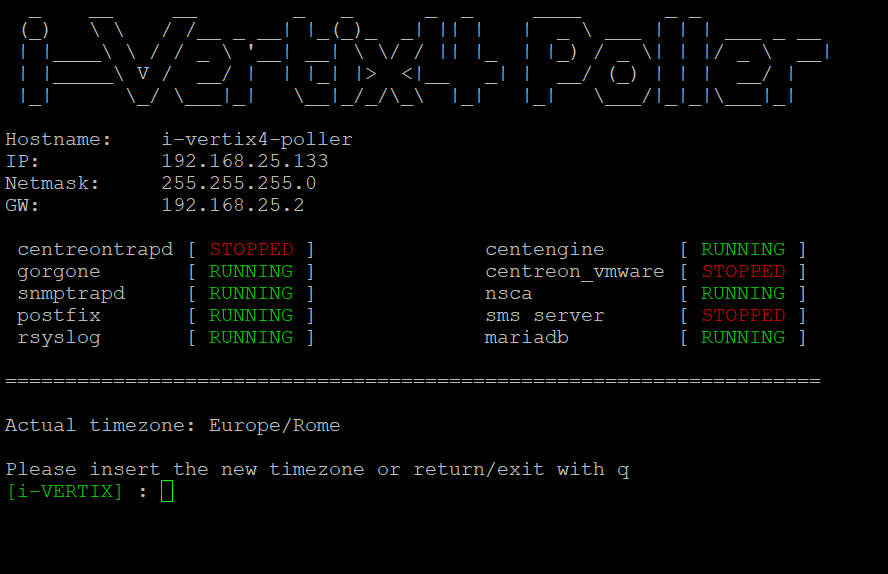 i-Vertix4 Poller
Hostname: i-vertix4-poller
IP: 192.168.25.133
Netmask: 255.255.255.0
GW: 192.168.25.2
centreontrapd [ STOPPED ] centengine [ RUNNING ]
gorgone [ RUNNING ] centreon_vmware [ STOPPED ]
snmptrapd [ RUNNING ] nsca [ RUNNING ]
postfix [ RUNNING ] sms server [ STOPPED ]
rsyslog [ RUNNING ] mariadb [ RUNNING ]
====================================================================
Actual timezone: Europe/Rome
Please insert the new timezone or return/exit with q
[i-VERTIX] :